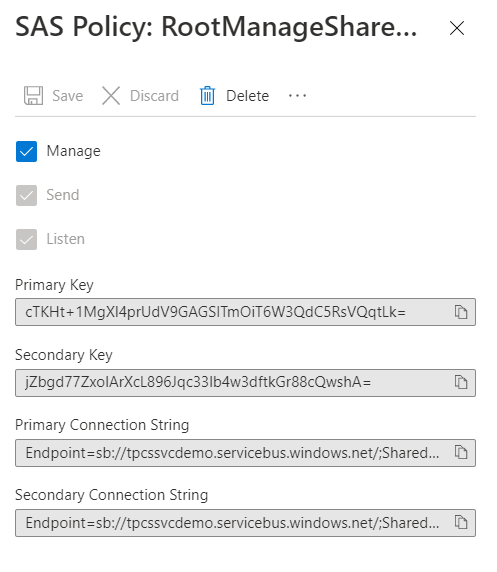 SAS Policy: RootManageShare...
Save Discard Delete ...
Manage
Send
Listen
Primary Key
cTKHt+1MgXI4prUdV9GAGSITmOiT6W3QdC5RsVQqtLk=
Secondary Key
jZbgd77ZxoIArXcL896Jqc33Ib4w3dftkGr88cQwshA=
Primary Connection String
Endpoint=sb://tpcssvcdemo.servicebus.windows.net/;Shared...
Secondary Connection String
Endpoint=sb://tpcssvcdemo.servicebus.windows.net/;Shared...